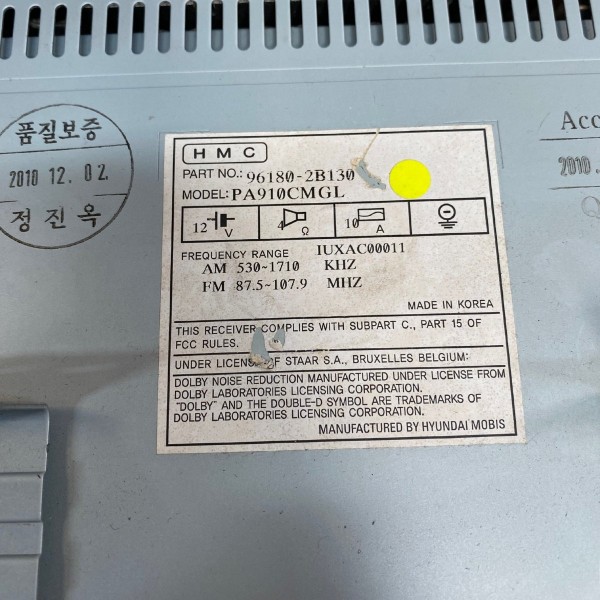 품질보증
2010 12. 02.
정진옥
Acc
2010.
Q
HMC
PART NO.: 96180-2B130
MODEL: PA910CMGL
12 V
4 Ω
10 A
FREQUENCY RANGE IUXAC00011
AM 530~1710 KHZ
FM 87.5~107.9 MHZ
MADE IN KOREA
THIS RECEIVER COMPLIES WITH SUBPART C., PART 15 OF
FCC RULES.
UNDER LICENSE OF STAAR S.A., BRUXELLES BELGIUM:
DOLBY NOISE REDUCTION MANUFACTURED UNDER LICENSE FROM
DOLBY LABORATORIES LICENSING CORPORATION.
"DOLBY" AND THE DOUBLE-D SYMBOL ARE TRADEMARKS OF
DOLBY LABORATORIES LICENSING CORPORATION.
MANUFACTURED BY HYUNDAI MOBIS